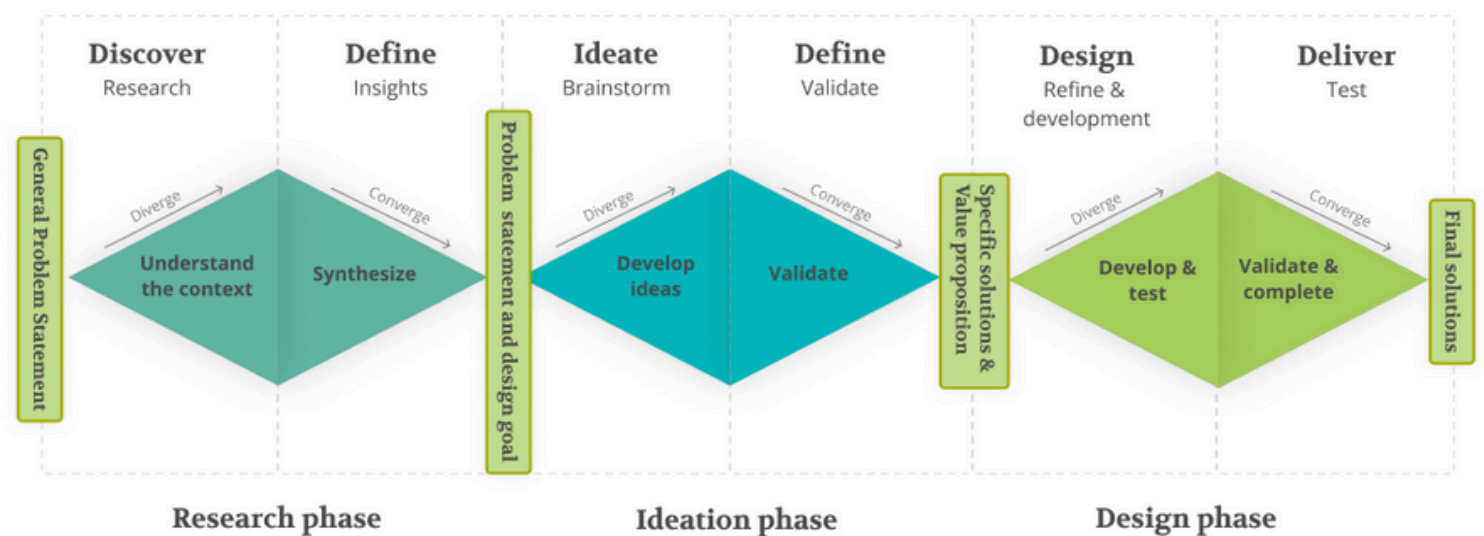 Discover
Research
Define
Insights
Ideate
Brainstorm
Define
Validate
Design
Refine &
development
Deliver
Test
General Problem Statement
Diverge
Converge
Understand
the context
Synthesize
Problem statement and design goal
Diverge
Converge
Develop
ideas
Validate
Specific solutions &
Value proposition
Diverge
Converge
Develop &
test
Validate &
complete
Final solutions
Research phase
Ideation phase
Design phase